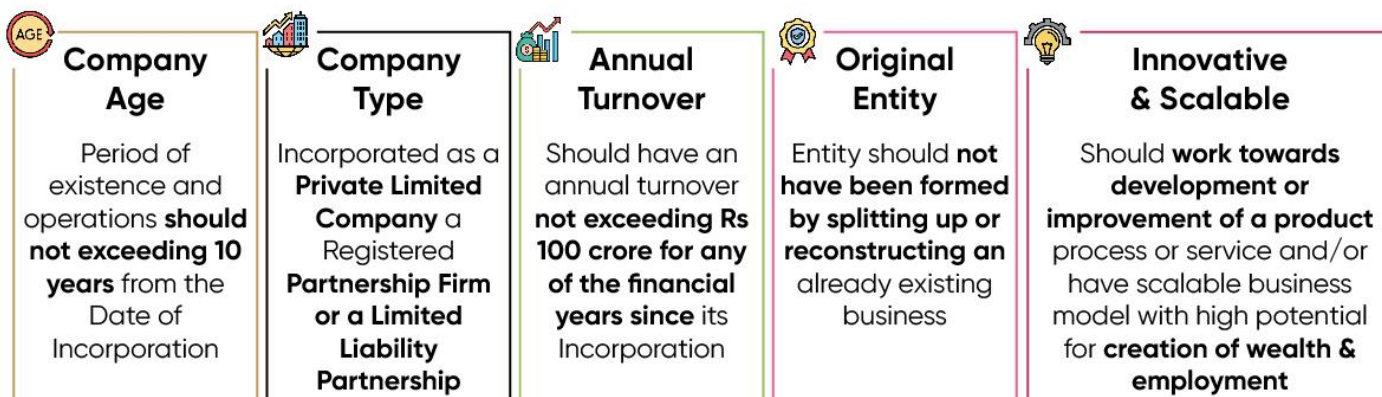 AGE
Company
Age
Period of
existence and
operations should
not exceeding 10
years from the
Date of
Incorporation
Company
Type
Incorporated as a
Private Limited
Company a
Registered
Partnership Firm
or a Limited
Liability
Partnership
Annual
Turnover
Should have an
annual turnover
not exceeding Rs
100 crore for any
of the financial
years since its
Incorporation
Original
Entity
Entity should not
have been formed
by splitting up or
reconstructing an
already existing
business
Innovative
& Scalable
Should work towards
development or
improvement of a product
process or service and/or
have scalable business
model with high potential
for creation of wealth &
employment